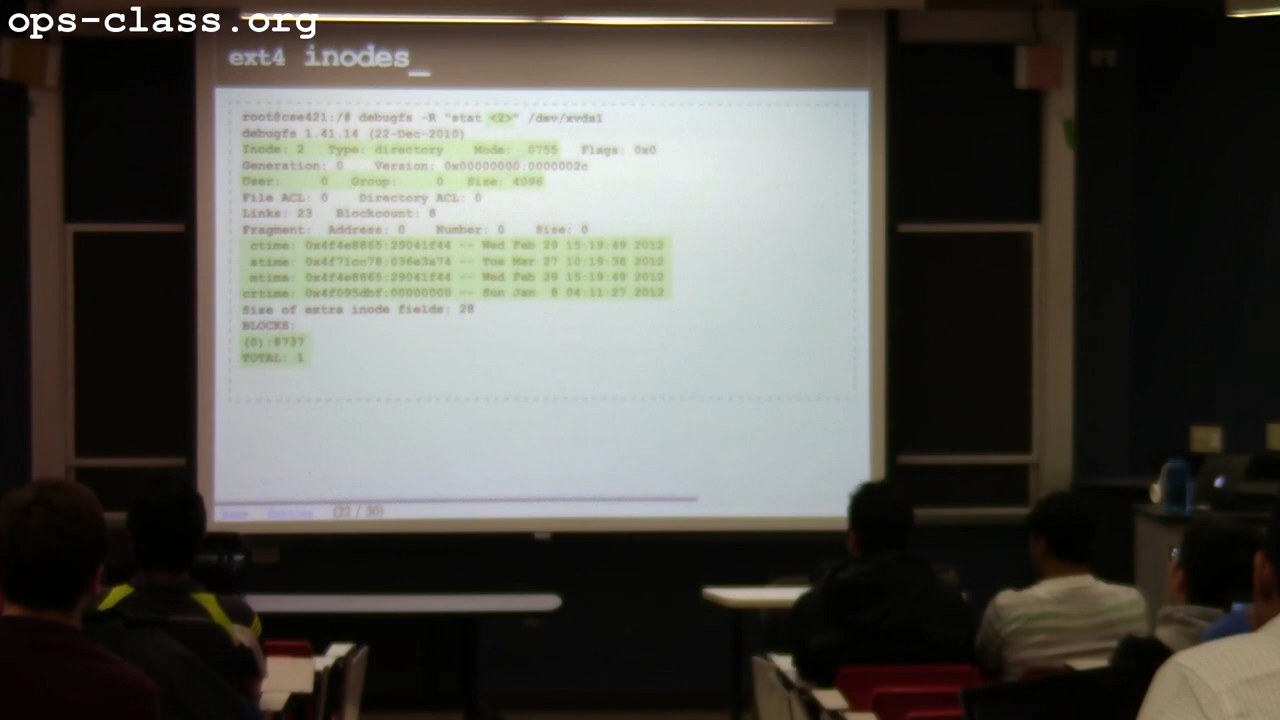 ops-class.org
ext4 inodes_
root@cse421:/# debugfs -R "stat <2>" /dev/xvda1
debugfs 1.41.14 (22-Dec-2010)
Inode: 2 Type: directory Mode: 0755 Flags: 0x0
Generation: 0 Version: 0x00000000:0000002c
User: 0 Group: 0 Size: 4096
File ACL: 0 Directory ACL: 0
Links: 23 Blockcount: 8
Fragment: Address: 0 Number: 0 Size: 0
ctime: 0x4f4e8865:29041f44 -- Wed Feb 29 15:19:49 2012
atime: 0x4f71cc78:036e3a74 -- Tue Mar 27 10:19:36 2012
mtime: 0x4f4e8865:29041f44 -- Wed Feb 29 15:19:49 2012
crtime: 0x4f095dbf:00000000 -- Sun Jan 8 04:11:27 2012
Size of extra inode fields: 28
BLOCKS:
(0):8737
TOTAL: 1
(22 / 30)